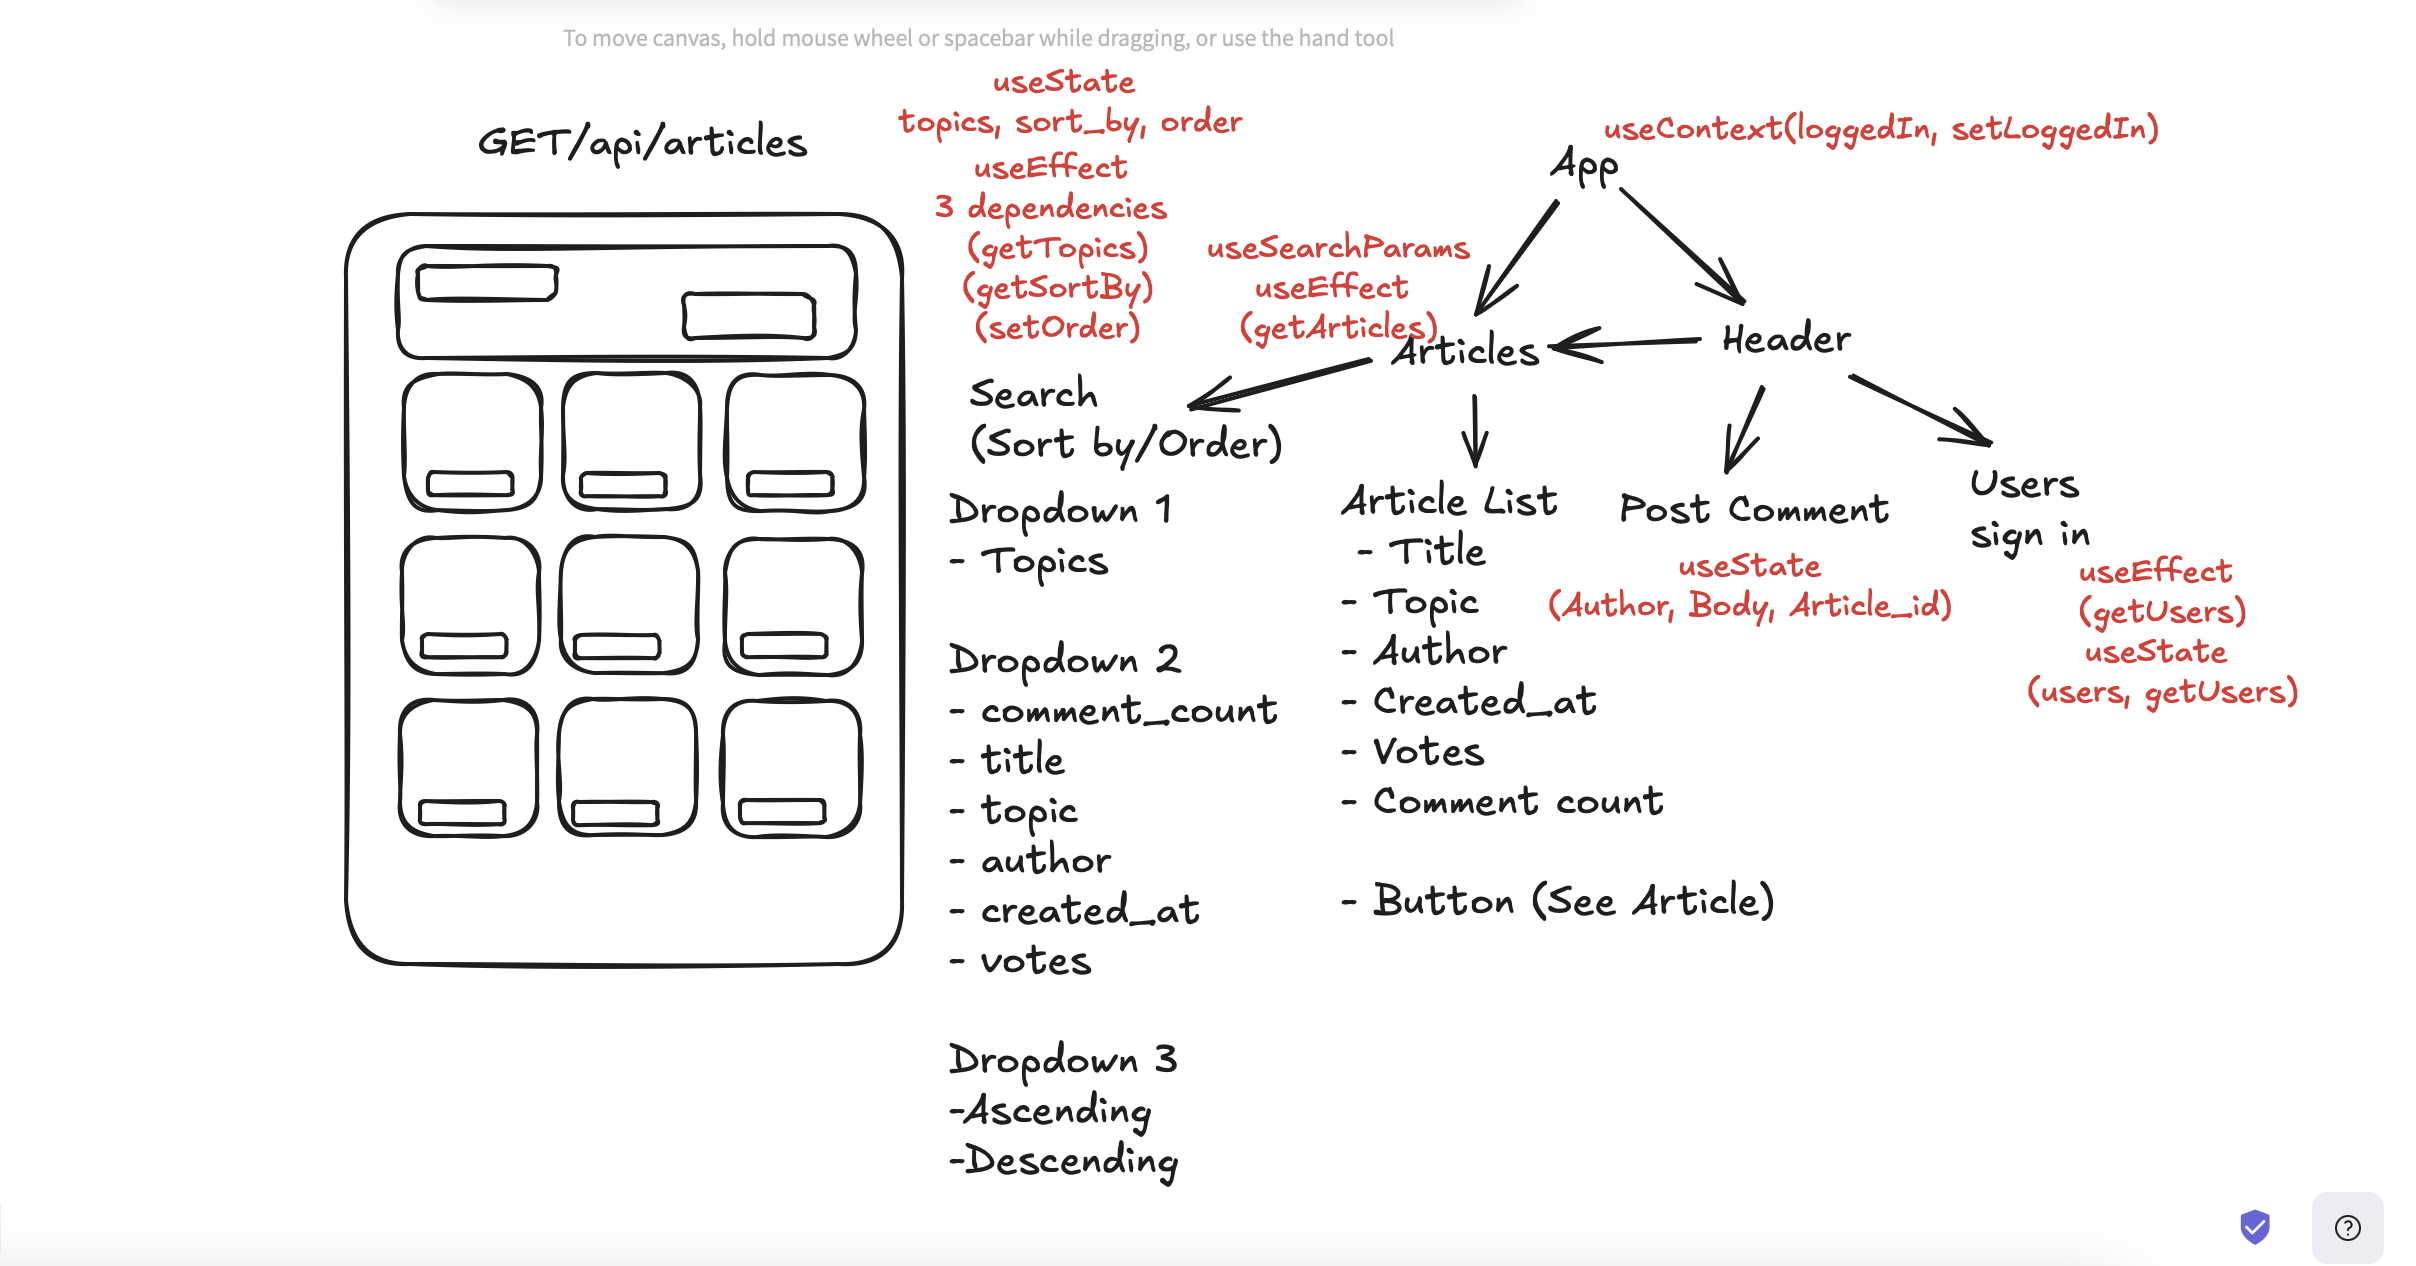 To move canvas, hold mouse wheel or spacebar while dragging, or use the hand tool
GET/api/articles
useState
topics, sort_by, order
useEffect
3 dependencies
(getTopics)
(getSortBy)
(setOrder)
useSearchParams
useEffect
(getArticles)
useContext(loggedIn, setLoggedIn)
App
Articles
Header
Search
(Sort by/Order)
Dropdown 1
- Topics
Dropdown 2
- comment_count
- title
- topic
- author
- created_at
- votes
Dropdown 3
-Ascending
-Descending
Article List
- Title
- Topic
- Author
- Created_at
- Votes
- Comment count
- Button (See Article)
Post Comment
useState
(Author, Body, Article_id)
Users
sign in
useEffect
(getUsers)
useState
(users, getUsers)